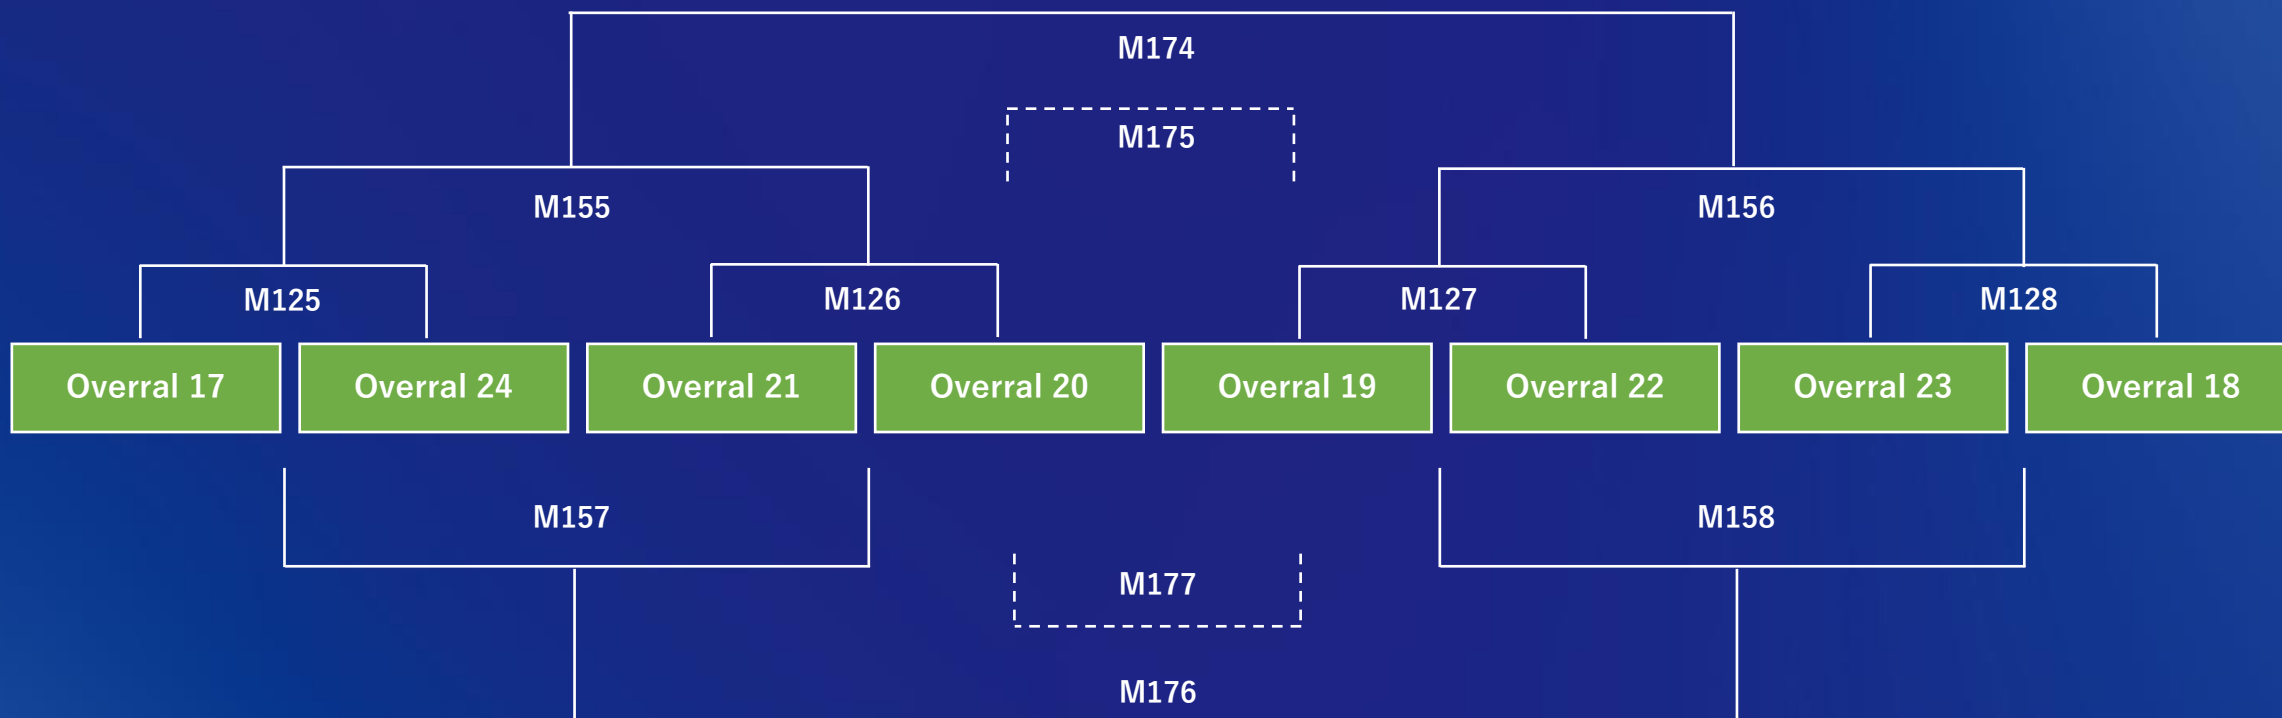 M174
M175
M155
M156
M125
M126
M127
M128
Overral 17
Overral 24
Overral 21
Overral 20
Overral 19
Overral 22
Overral 23
Overral 18
M157
M158
M177
M176